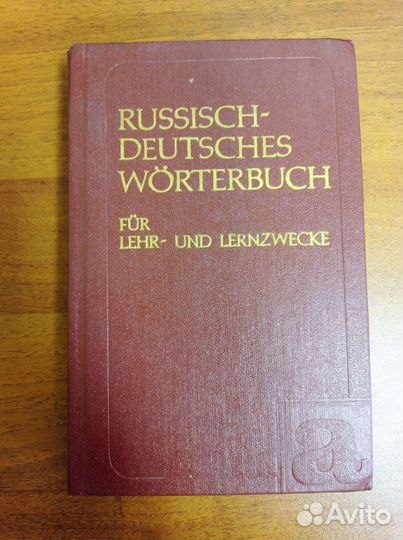 RUSSISCH-
DEUTSCHES
WÖRTERBUCH
FÜR
LEHR- UND LERNZWECKE
a
Avito